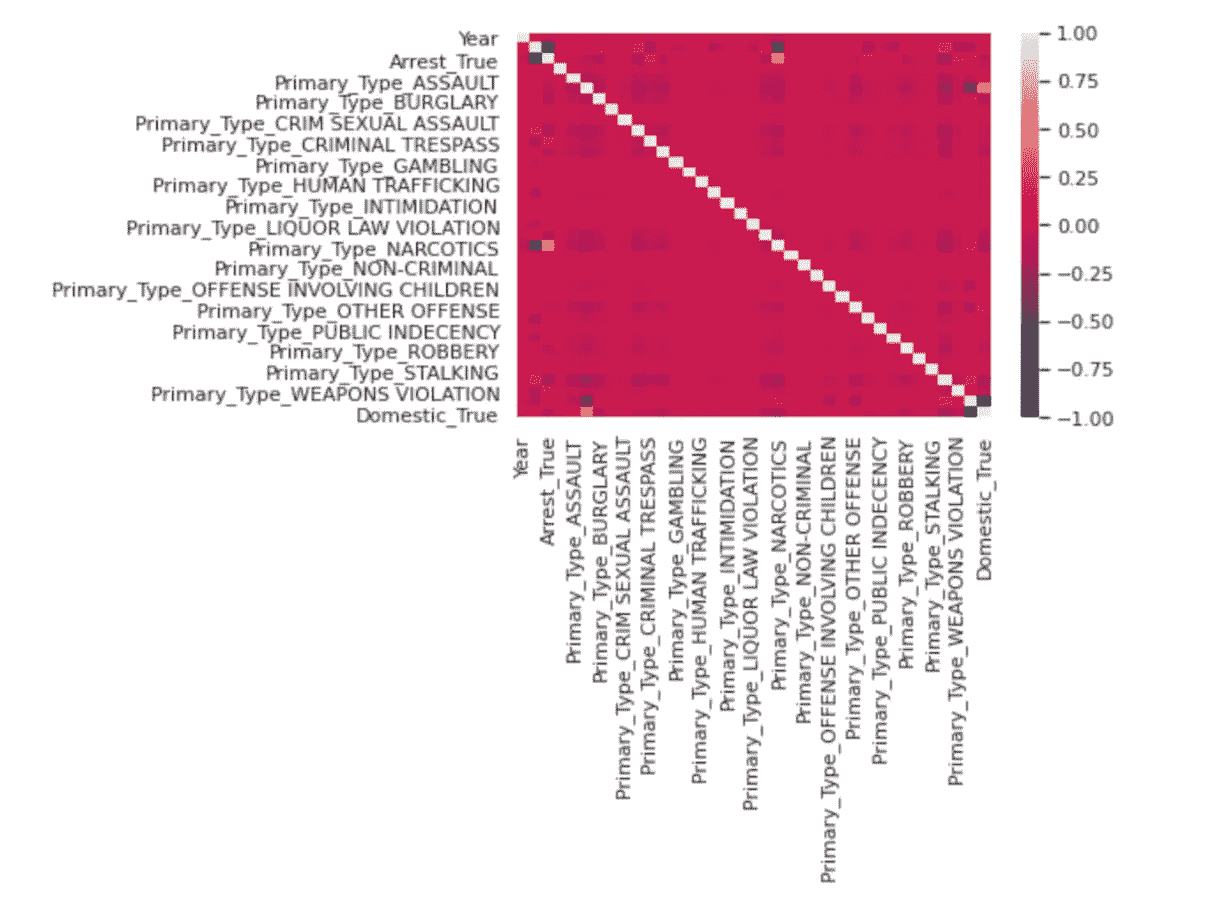 Year
Arrest_True
Primary_Type_ASSAULT
Primary_Type_BURGLARY
Primary_Type_CRIM SEXUAL ASSAULT
Primary_Type_CRIMINAL TRESPASS
Primary_Type_GAMBLING
Primary_Type_HUMAN TRAFFICKING
Primary_Type_INTIMIDATION
Primary_Type_LIQUOR LAW VIOLATION
Primary_Type_NARCOTICS
Primary_Type_NON-CRIMINAL
Primary_Type_OFFENSE INVOLVING CHILDREN
Primary_Type_OTHER OFFENSE
Primary_Type_PUBLIC INDECENCY
Primary_Type_ROBBERY
Primary_Type_STALKING
Primary_Type_WEAPONS VIOLATION
Domestic_True
1.00
0.75
0.50
0.25
0.00
−0.25
−0.50
−0.75
−1.00
Year
Arrest_True
Primary_Type_ASSAULT
Primary_Type_BURGLARY
Primary_Type_CRIM SEXUAL ASSAULT
Primary_Type_CRIMINAL TRESPASS
Primary_Type_GAMBLING
Primary_Type_HUMAN TRAFFICKING
Primary_Type_INTIMIDATION
Primary_Type_LIQUOR LAW VIOLATION
Primary_Type_NARCOTICS
Primary_Type_NON-CRIMINAL
Primary_Type_OFFENSE INVOLVING CHILDREN
Primary_Type_OTHER OFFENSE
Primary_Type_PUBLIC INDECENCY
Primary_Type_ROBBERY
Primary_Type_STALKING
Primary_Type_WEAPONS VIOLATION
Domestic_True